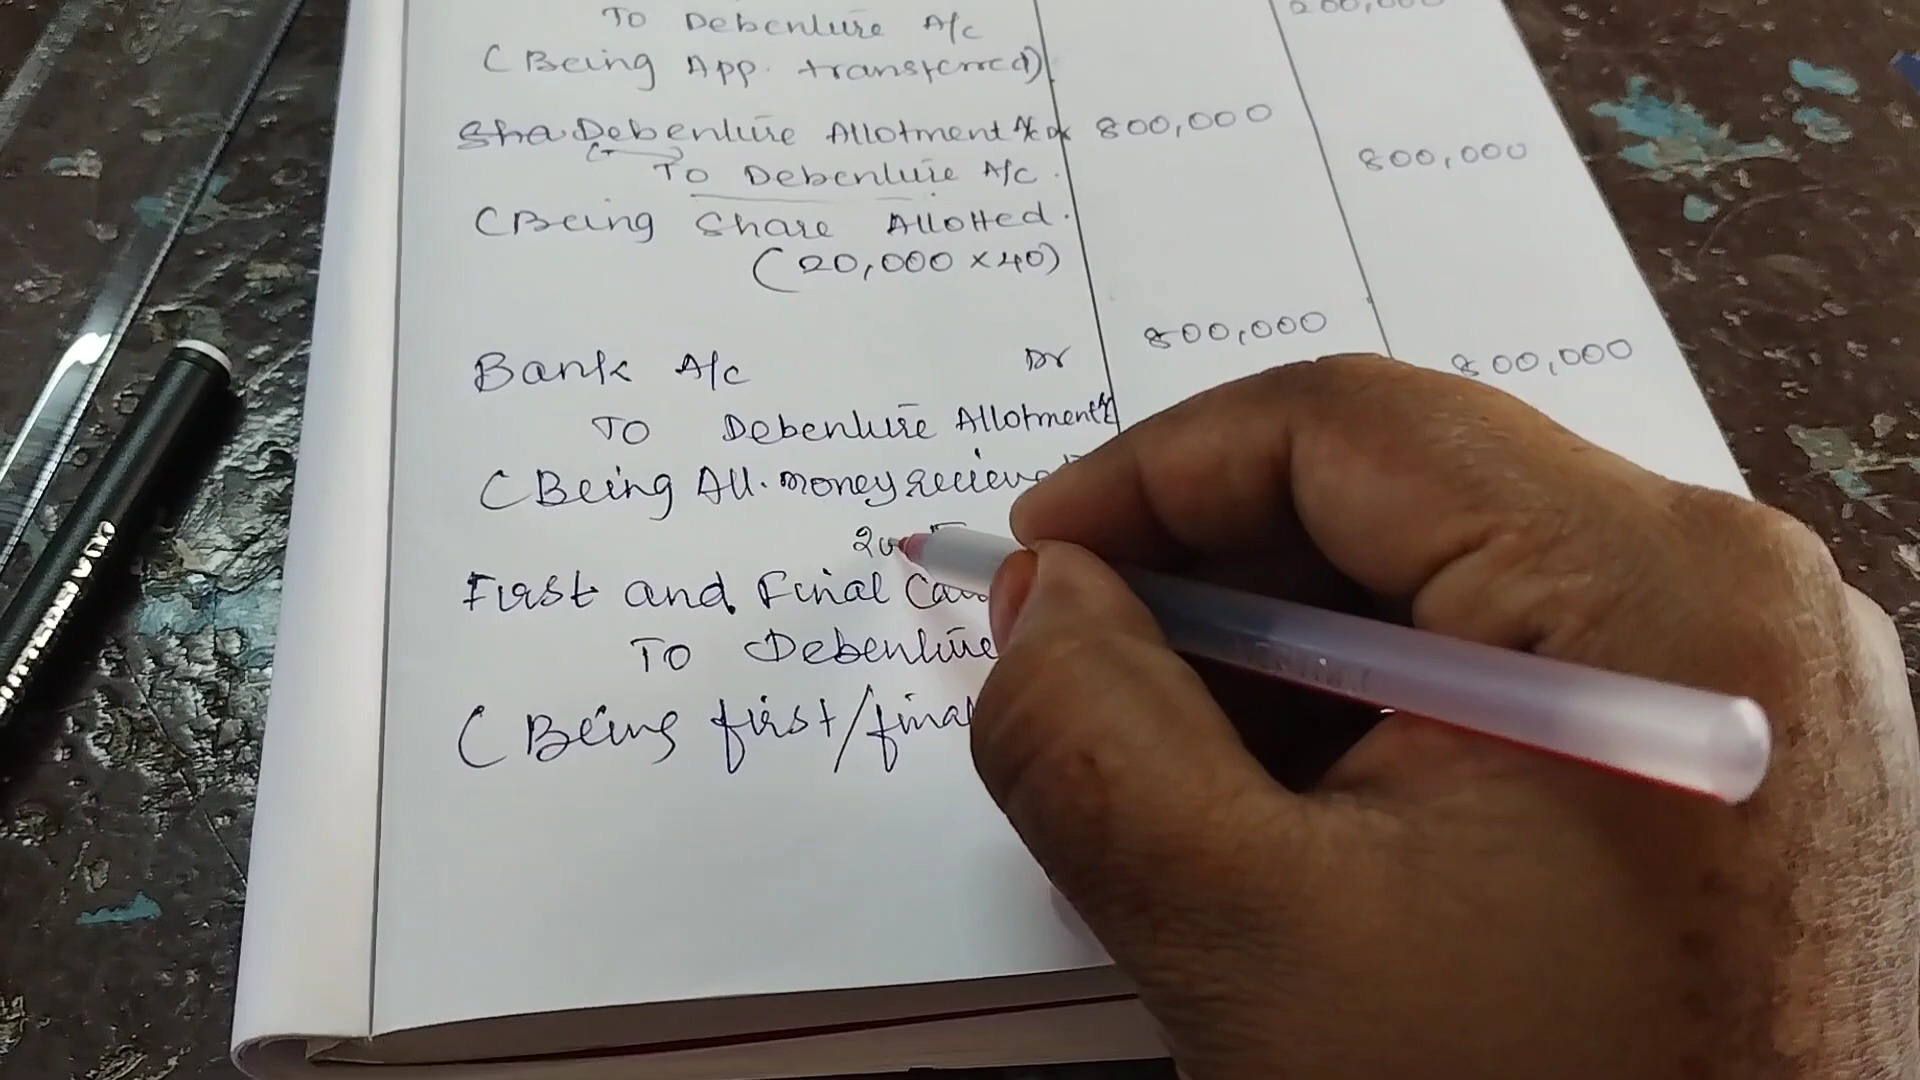 To Debenture A/c 200,000
(Being App. transferred)
Sha Debenture Allotment A/c Dr 800,000
To Debenture A/c. 800,000
(Being Share Allotted.
(20,000 x 40)
Bank A/c Dr 800,000
To Debenture Allotment A/c 800,000
(Being All. money recieved
First and Final
To Debenture
(Being first/final